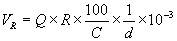 V_R = Q × R × 100/C × 1/d × 10⁻³